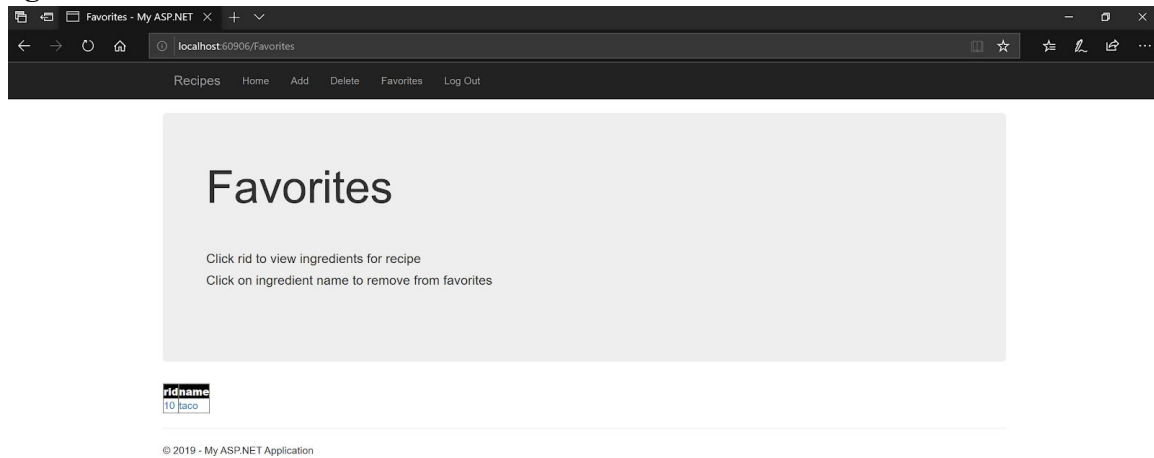 Favorites - My ASP.NET
localhost:60906/Favorites
Recipes Home Add Delete Favorites Log Out
Favorites
Click rid to view ingredients for recipe
Click on ingredient name to remove from favorites
rid name
10 taco
© 2019 - My ASP.NET Application